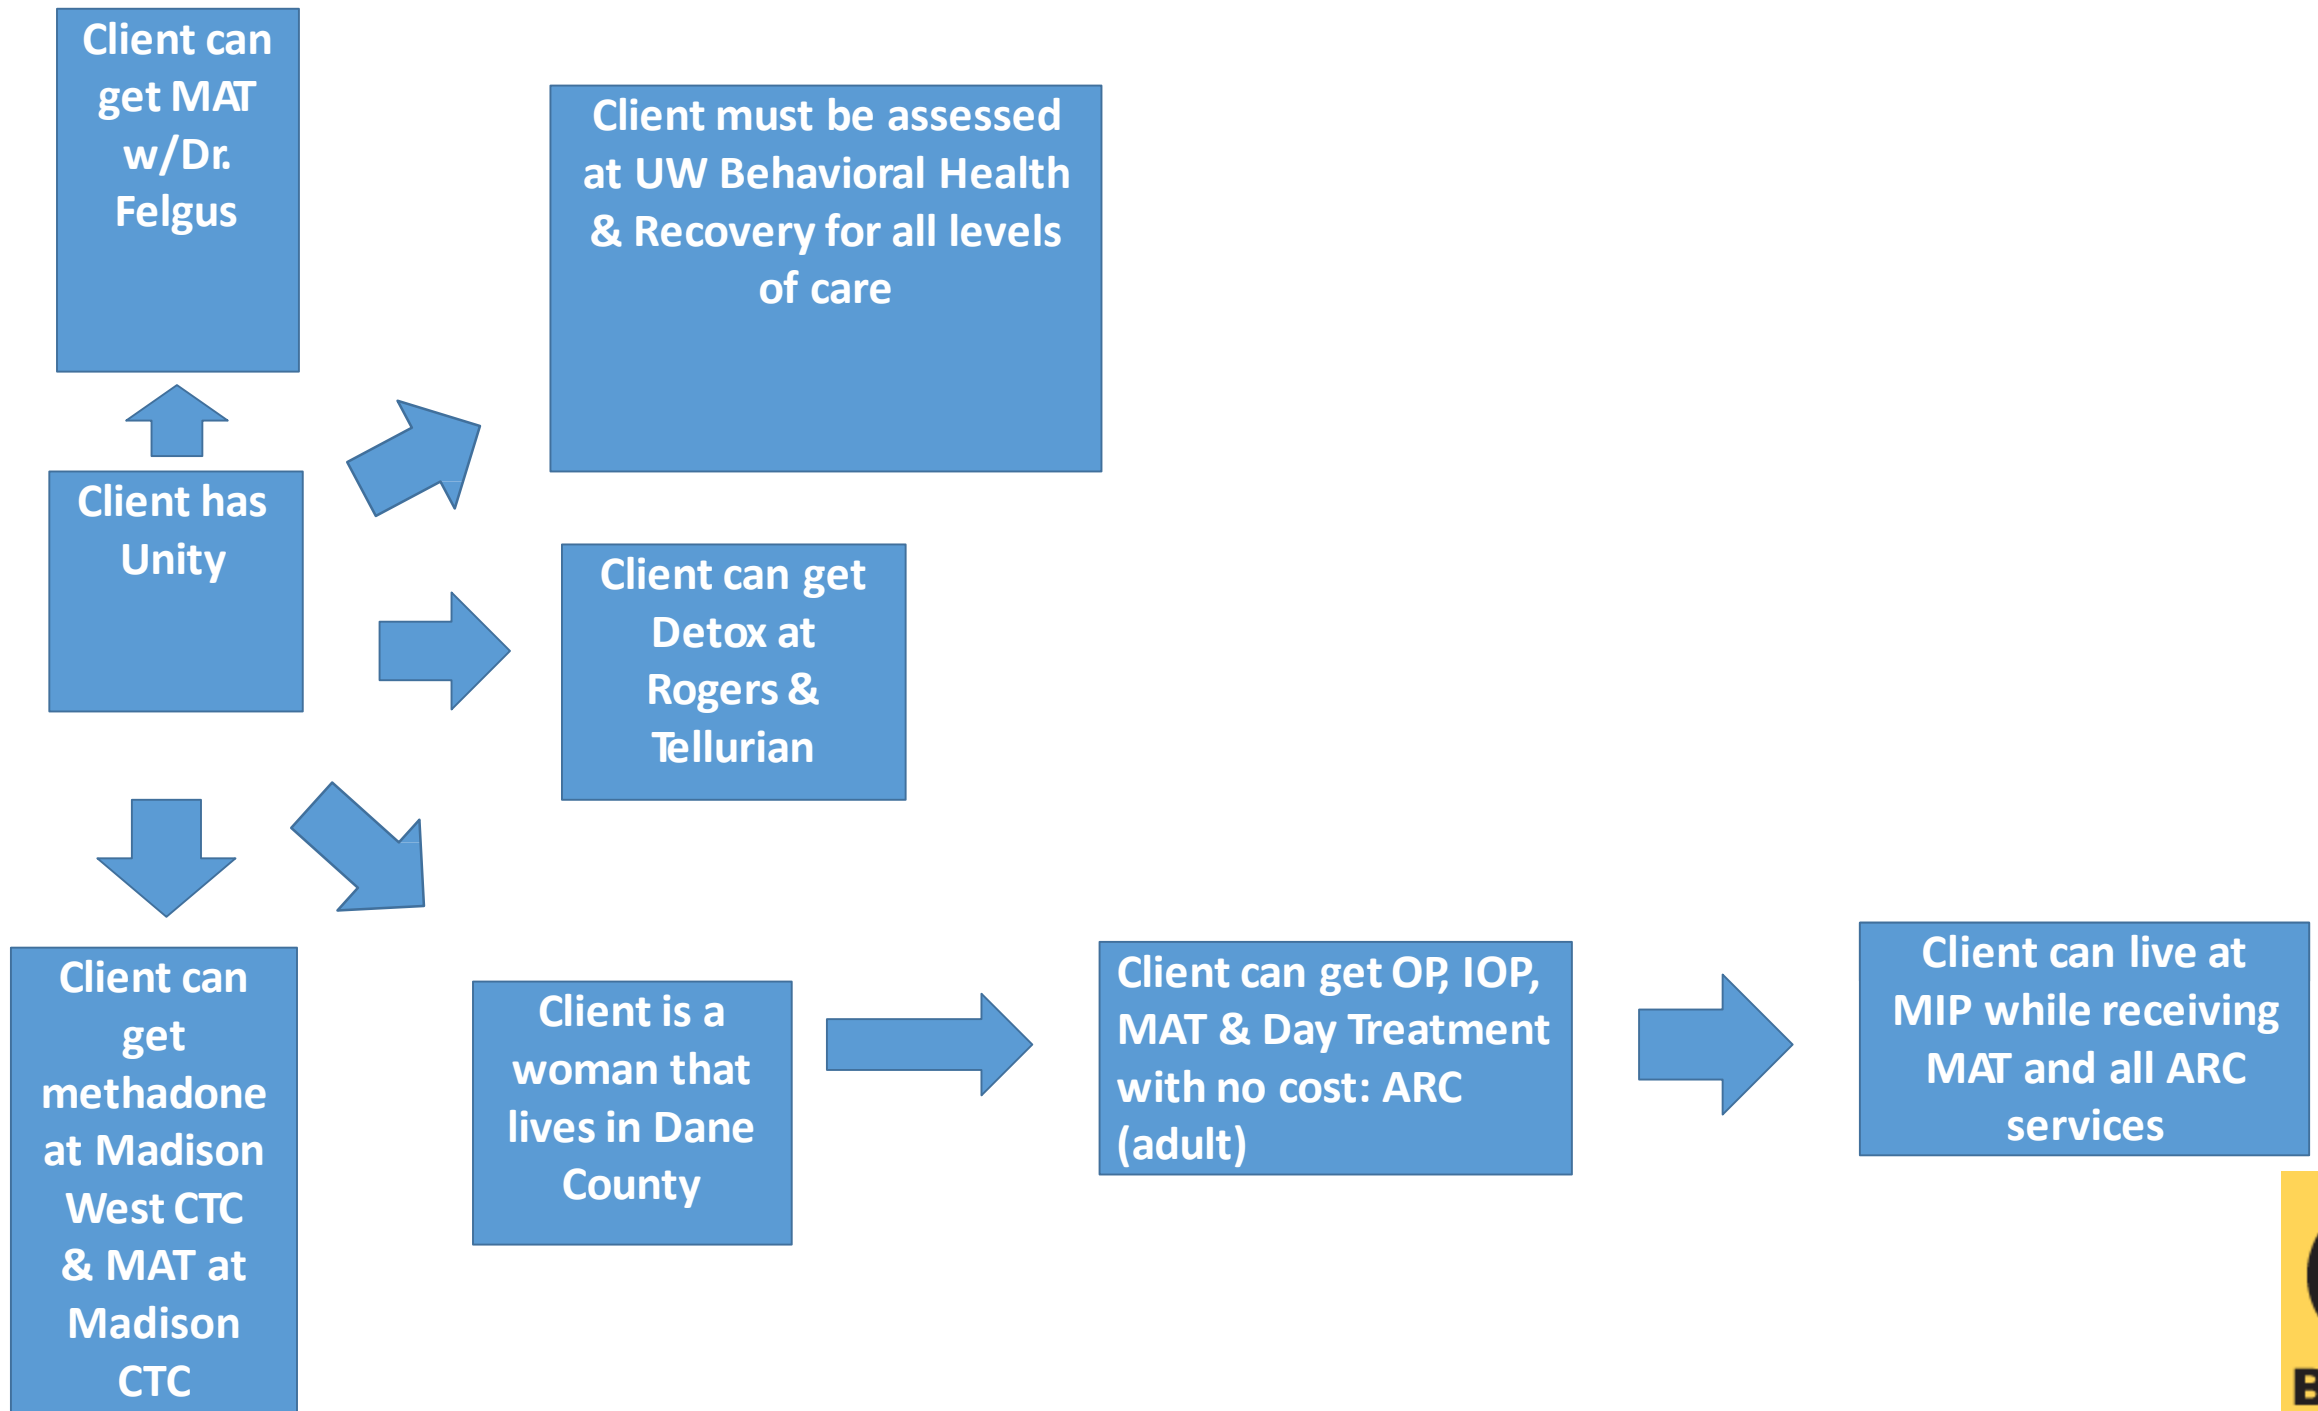 Client can
get MAT
w/Dr.
Felgus
Client must be assessed
at UW Behavioral Health
& Recovery for all levels
of care
Client has
Unity
Client can get
Detox at
Rogers &
Tellurian
Client can
get
methadone
at Madison
West CTC
& MAT at
Madison
CTC
Client is a
woman that
lives in Dane
County
Client can get OP, IOP,
MAT & Day Treatment
with no cost: ARC
(adult)
Client can live at
MIP while receiving
MAT and all ARC
services
B